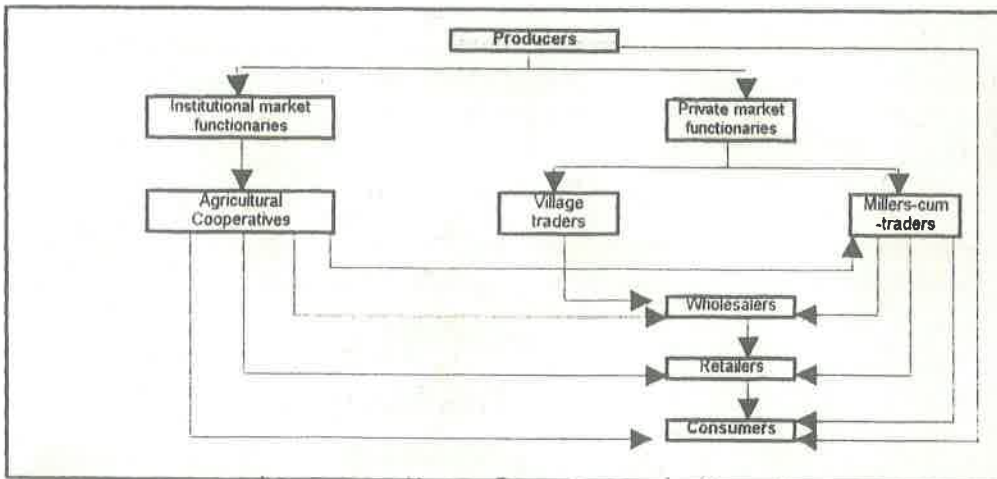 Producers
Institutional market
functionaries
Private market
functionaries
Agricultural
Cooperatives
Village
traders
Millers-cum
-traders
Wholesalers
Retailers
Consumers